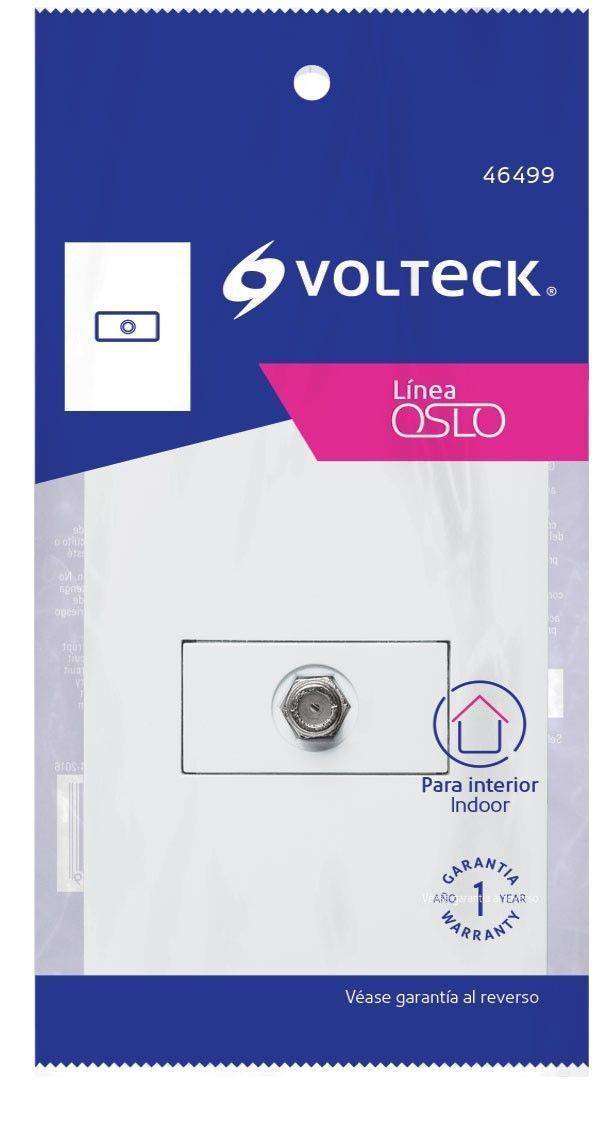 46499
VOLTECK®
Línea
OSLO
Para interior
Indoor
GARANTIA
AÑO 1 YEAR
WARRANTY
Véase garantía al reverso